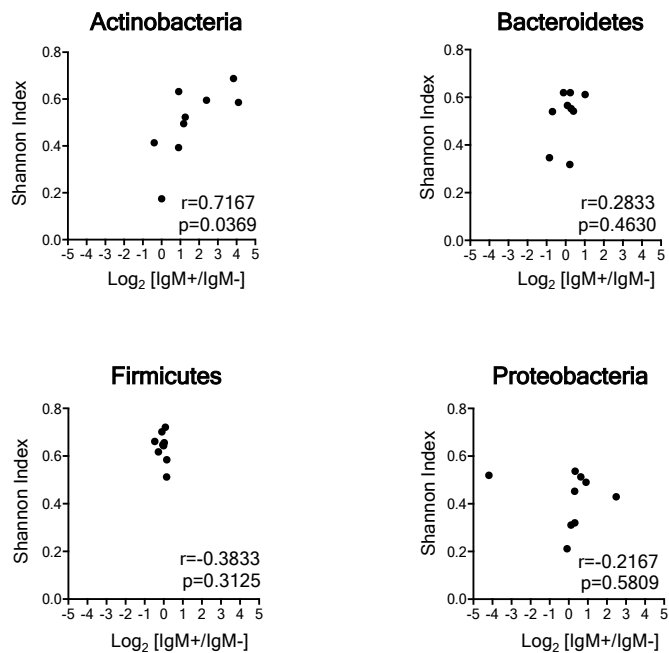 Actinobacteria
0.8
0.6
0.4
0.2
0.0
Shannon Index
r=0.7167
p=0.0369
-5 -4 -3 -2 -1 0 1 2 3 4 5
Log2 [IgM+/IgM-]
Bacteroidetes
0.8
0.6
0.4
0.2
0.0
Shannon Index
r=0.2833
p=0.4630
-5 -4 -3 -2 -1 0 1 2 3 4 5
Log2 [IgM+/IgM-]
Firmicutes
0.8
0.6
0.4
0.2
0.0
Shannon Index
r=-0.3833
p=0.3125
-5 -4 -3 -2 -1 0 1 2 3 4 5
Log2 [IgM+/IgM-]
Proteobacteria
0.8
0.6
0.4
0.2
0.0
Shannon Index
r=-0.2167
p=0.5809
-5 -4 -3 -2 -1 0 1 2 3 4 5
Log2 [IgM+/IgM-]